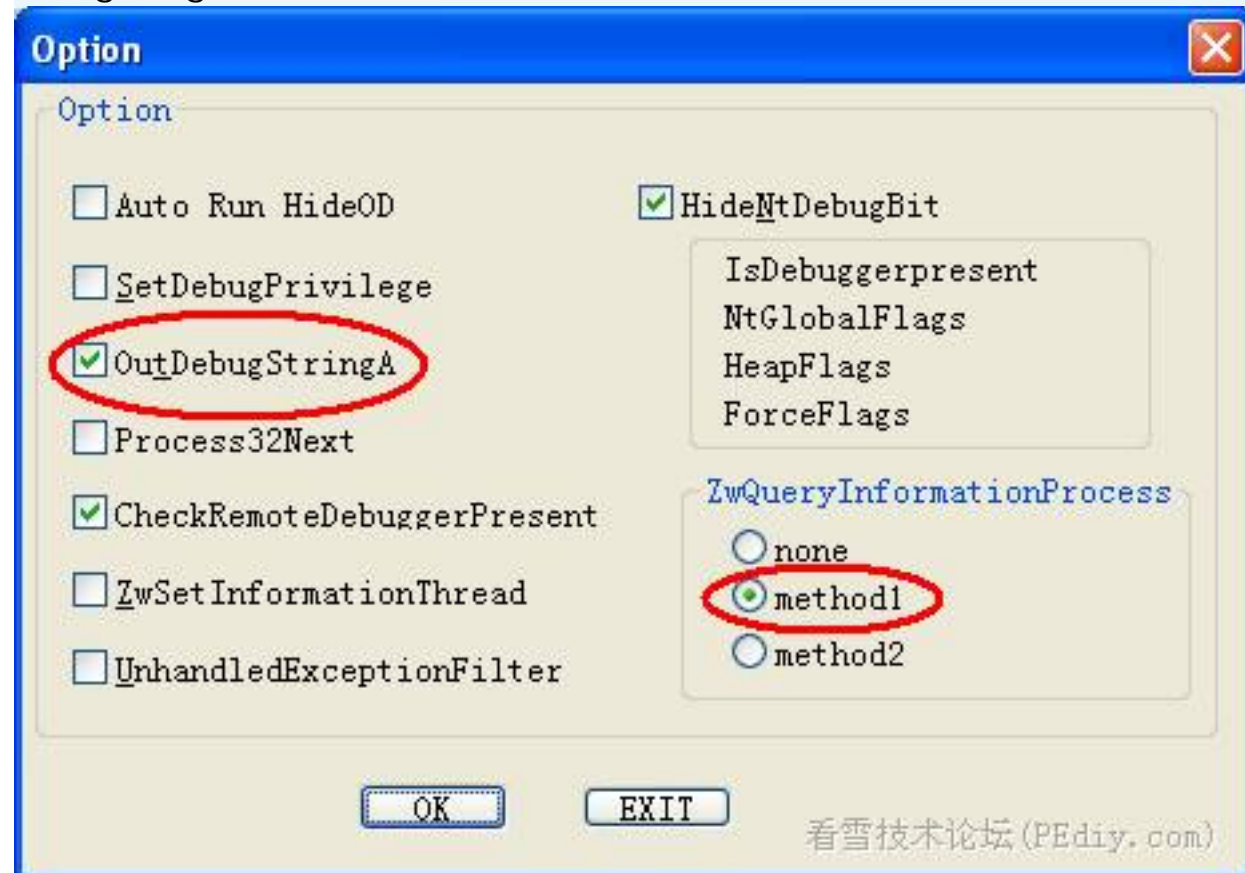 Option
Option
Auto Run HideOD
SetDebugPrivilege
OutDebugStringA
Process32Next
CheckRemoteDebuggerPresent
ZwSetInformationThread
UnhandledExceptionFilter
HideNtDebugBit
IsDebuggerpresent
NtGlobalFlags
HeapFlags
ForceFlags
ZwQueryInformationProcess
none
method1
method2
OK
EXIT
看雪技术论坛(PEdiy.com)